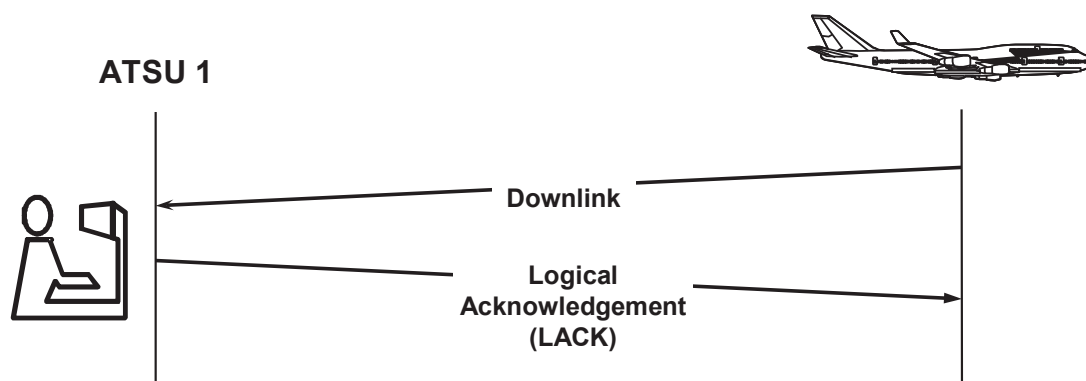 ATSU 1
Downlink
Logical
Acknowledgement
(LACK)